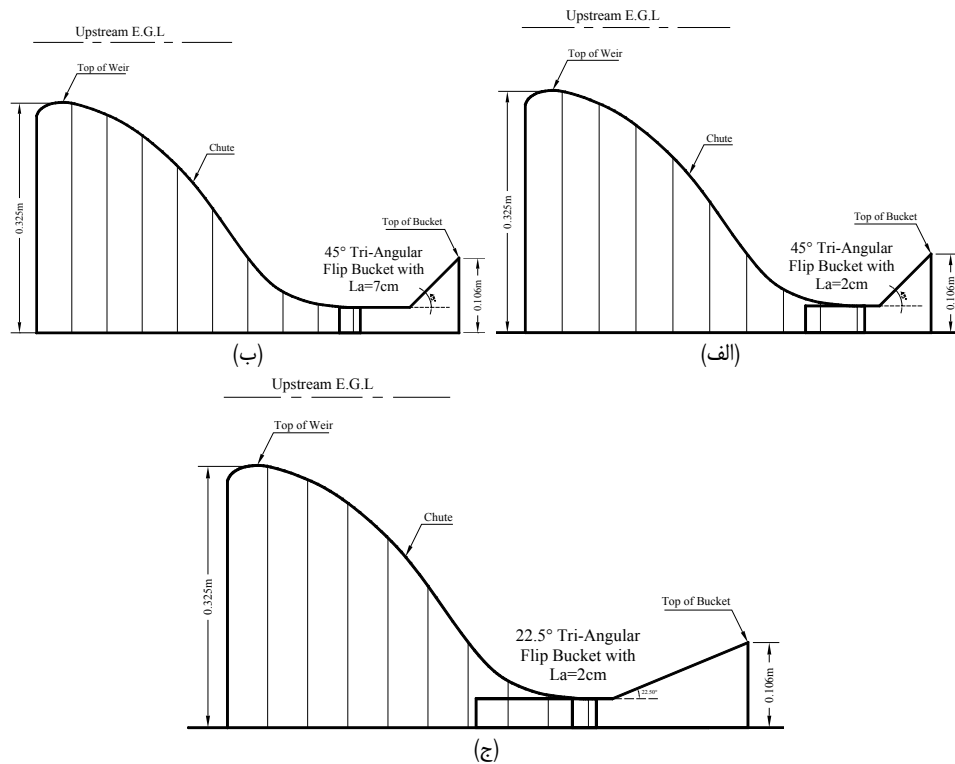 Upstream E.G.L
Top of Weir
Chute
0.325m
Top of Bucket
45° Tri-Angular
Flip Bucket with
La=7cm
45°
0.106m
(ب)
Upstream E.G.L
Top of Weir
Chute
0.325m
Top of Bucket
45° Tri-Angular
Flip Bucket with
La=2cm
45°
0.106m
(الف)
Upstream E.G.L
Top of Weir
Chute
0.325m
Top of Bucket
22.5° Tri-Angular
Flip Bucket with
La=2cm
22.50°
0.106m
(ج)